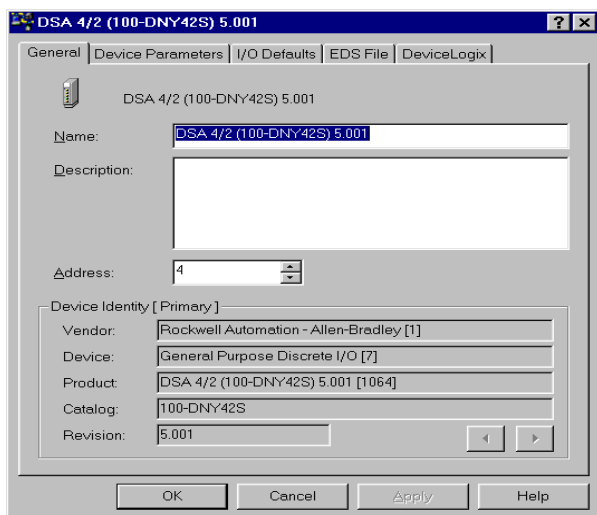 DSA 4/2 (100-DNY42S) 5.001
General Device Parameters I/O Defaults EDS File DeviceLogix
DSA 4/2 (100-DNY42S) 5.001
Name: DSA 4/2 (100-DNY42S) 5.001
Description:
Address: 4
Device Identity [ Primary ]
Vendor: Rockwell Automation - Allen-Bradley [1]
Device: General Purpose Discrete I/O [7]
Product: DSA 4/2 (100-DNY42S) 5.001 [1064]
Catalog: 100-DNY42S
Revision: 5.001
OK Cancel Apply Help